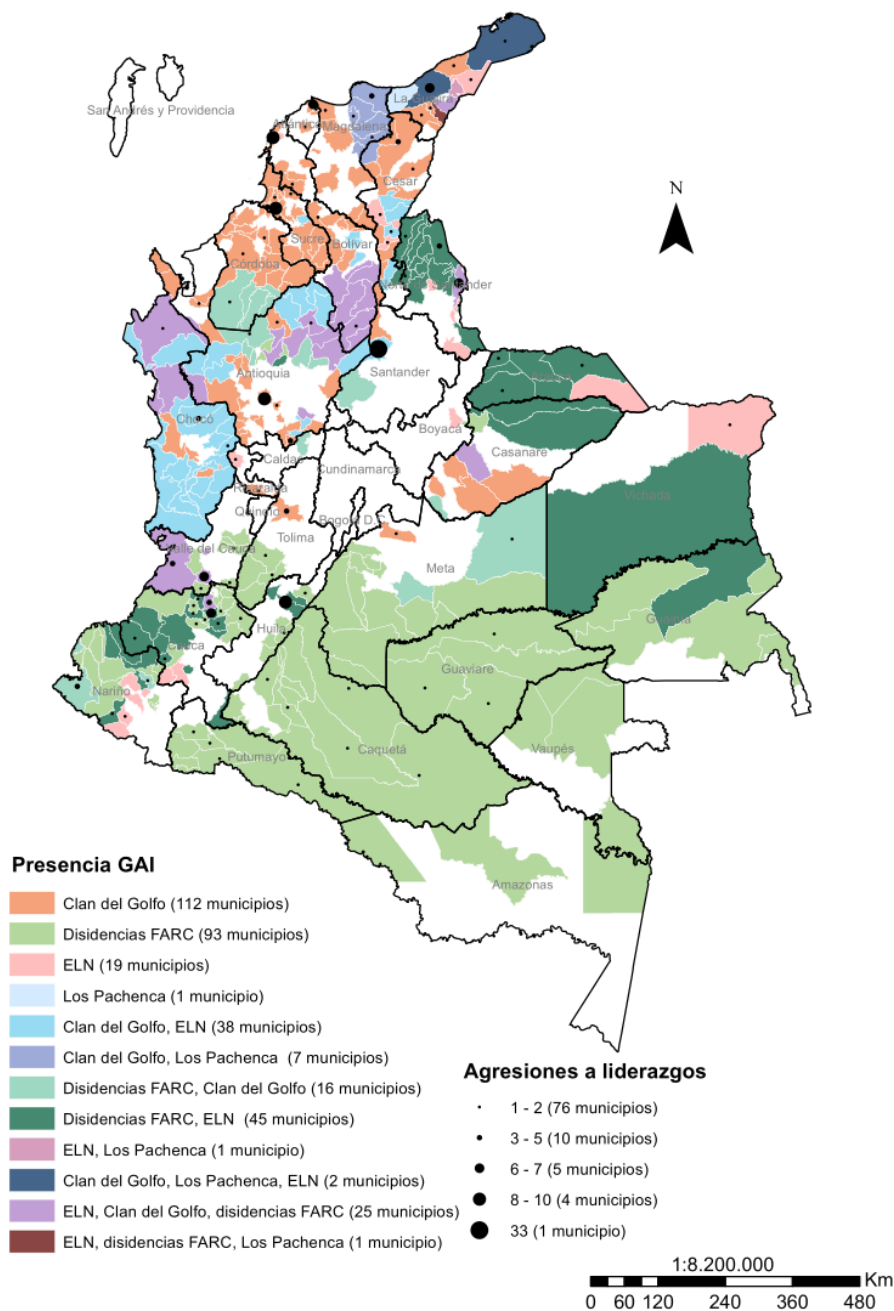 San Andrés y Providencia
La Guajira
Atlántico
Magdalena
Cesar
N
Sucre
Bolívar
Córdoba
Norte de Santander
Antioquia
Santander
Arauca
Chocó
Boyacá
Casanare
Caldas
Cundinamarca
Risaralda
Vichada
Quindío
Bogotá D.C.
Tolima
Valle del Cauca
Meta
Guainía
Huila
Cauca
Guaviare
Nariño
Vaupés
Caquetá
Putumayo
Amazonas
Presencia GAI
Clan del Golfo (112 municipios)
Disidencias FARC (93 municipios)
ELN (19 municipios)
Los Pachenca (1 municipio)
Clan del Golfo, ELN (38 municipios)
Clan del Golfo, Los Pachenca (7 municipios)
Disidencias FARC, Clan del Golfo (16 municipios)
Disidencias FARC, ELN (45 municipios)
ELN, Los Pachenca (1 municipio)
Clan del Golfo, Los Pachenca, ELN (2 municipios)
ELN, Clan del Golfo, disidencias FARC (25 municipios)
ELN, disidencias FARC, Los Pachenca (1 municipio)
Agresiones a liderazgos
1 - 2 (76 municipios)
3 - 5 (10 municipios)
6 - 7 (5 municipios)
8 - 10 (4 municipios)
33 (1 municipio)
1:8.200.000
Km
0 60 120 240 360 480